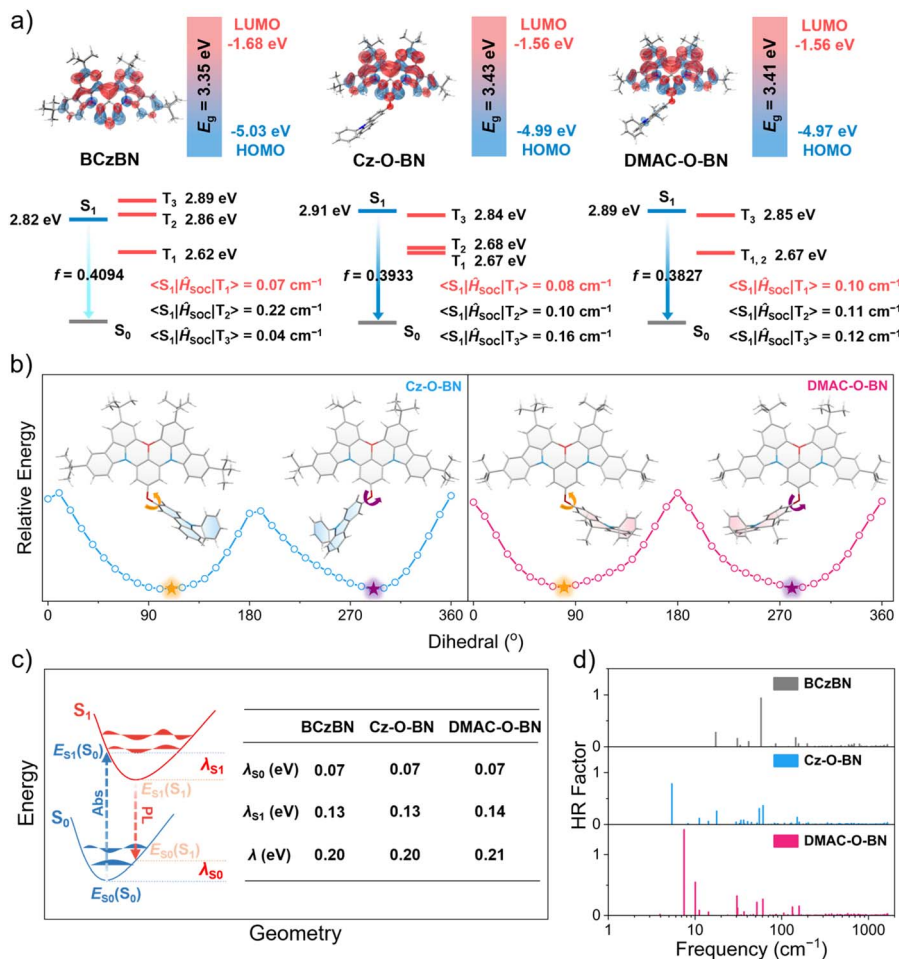 a)
LUMO
-1.68 eV
Eg = 3.35 eV
-5.03 eV
HOMO
BCzBN
LUMO
-1.56 eV
Eg = 3.43 eV
-4.99 eV
HOMO
Cz-O-BN
LUMO
-1.56 eV
Eg = 3.41 eV
-4.97 eV
HOMO
DMAC-O-BN
S1
2.82 eV
T3 2.89 eV
T2 2.86 eV
T1 2.62 eV
f = 0.4094
<S1|ĤSOC|T1> = 0.07 cm⁻¹
<S1|ĤSOC|T2> = 0.22 cm⁻¹
<S1|ĤSOC|T3> = 0.04 cm⁻¹
S0
S1
2.91 eV
T3 2.84 eV
T2 2.68 eV
T1 2.67 eV
f = 0.3933
<S1|ĤSOC|T1> = 0.08 cm⁻¹
<S1|ĤSOC|T2> = 0.10 cm⁻¹
<S1|ĤSOC|T3> = 0.16 cm⁻¹
S0
S1
2.89 eV
T3 2.85 eV
T1, 2 2.67 eV
f = 0.3827
<S1|ĤSOC|T1> = 0.10 cm⁻¹
<S1|ĤSOC|T2> = 0.11 cm⁻¹
<S1|ĤSOC|T3> = 0.12 cm⁻¹
S0
b)
Cz-O-BN
DMAC-O-BN
Relative Energy
0 90 180 270 360
0 90 180 270 360
Dihedral (°)
c)
Energy
S1
ES1(S0)
λS1
ES1(S1)
Abs
PL
S0
ES0(S1)
λS0
ES0(S0)
Geometry
BCzBN Cz-O-BN DMAC-O-BN
λS0 (eV) 0.07 0.07 0.07
λS1 (eV) 0.13 0.13 0.14
λ (eV) 0.20 0.20 0.21
d)
HR Factor
BCzBN
1
0
Cz-O-BN
1
0
DMAC-O-BN
1
0
1 10 100 1000
Frequency (cm⁻¹)